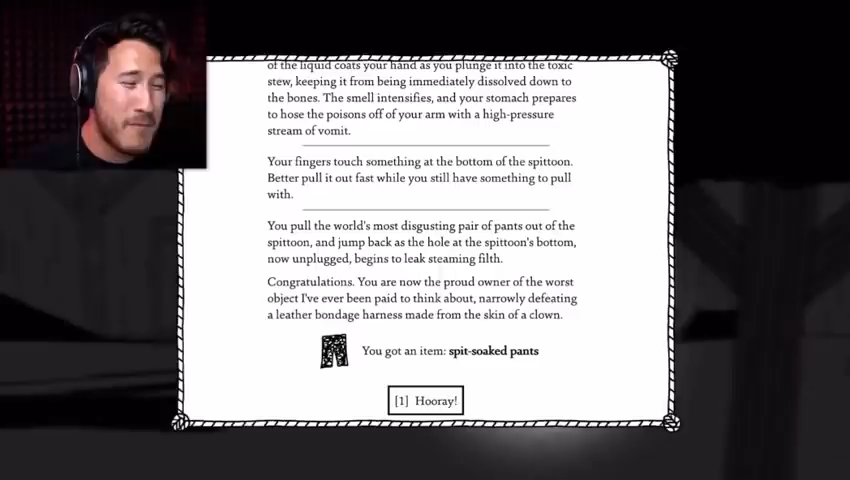 of the liquid coats your hand as you plunge it into the toxic
stew, keeping it from being immediately dissolved down to
the bones. The smell intensifies, and your stomach prepares
to hose the poisons off of your arm with a high-pressure
stream of vomit.
Your fingers touch something at the bottom of the spittoon.
Better pull it out fast while you still have something to pull
with.
You pull the world's most disgusting pair of pants out of the
spittoon, and jump back as the hole at the spittoon's bottom,
now unplugged, begins to leak steaming filth.
Congratulations. You are now the proud owner of the worst
object I've ever been paid to think about, narrowly defeating
a leather bondage harness made from the skin of a clown.
You got an item: spit-soaked pants
[1] Hooray!